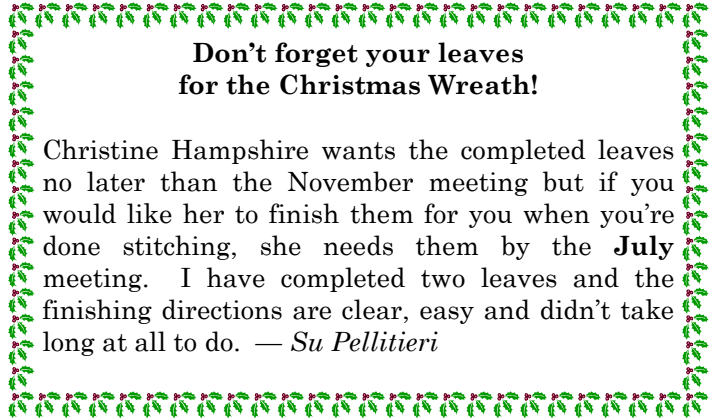 Don’t forget your leaves
for the Christmas Wreath!
Christine Hampshire wants the completed leaves
no later than the November meeting but if you
would like her to finish them for you when you’re
done stitching, she needs them by the July
meeting.  I have completed two leaves and the
finishing directions are clear, easy and didn’t take
long at all to do.  — Su Pellitieri